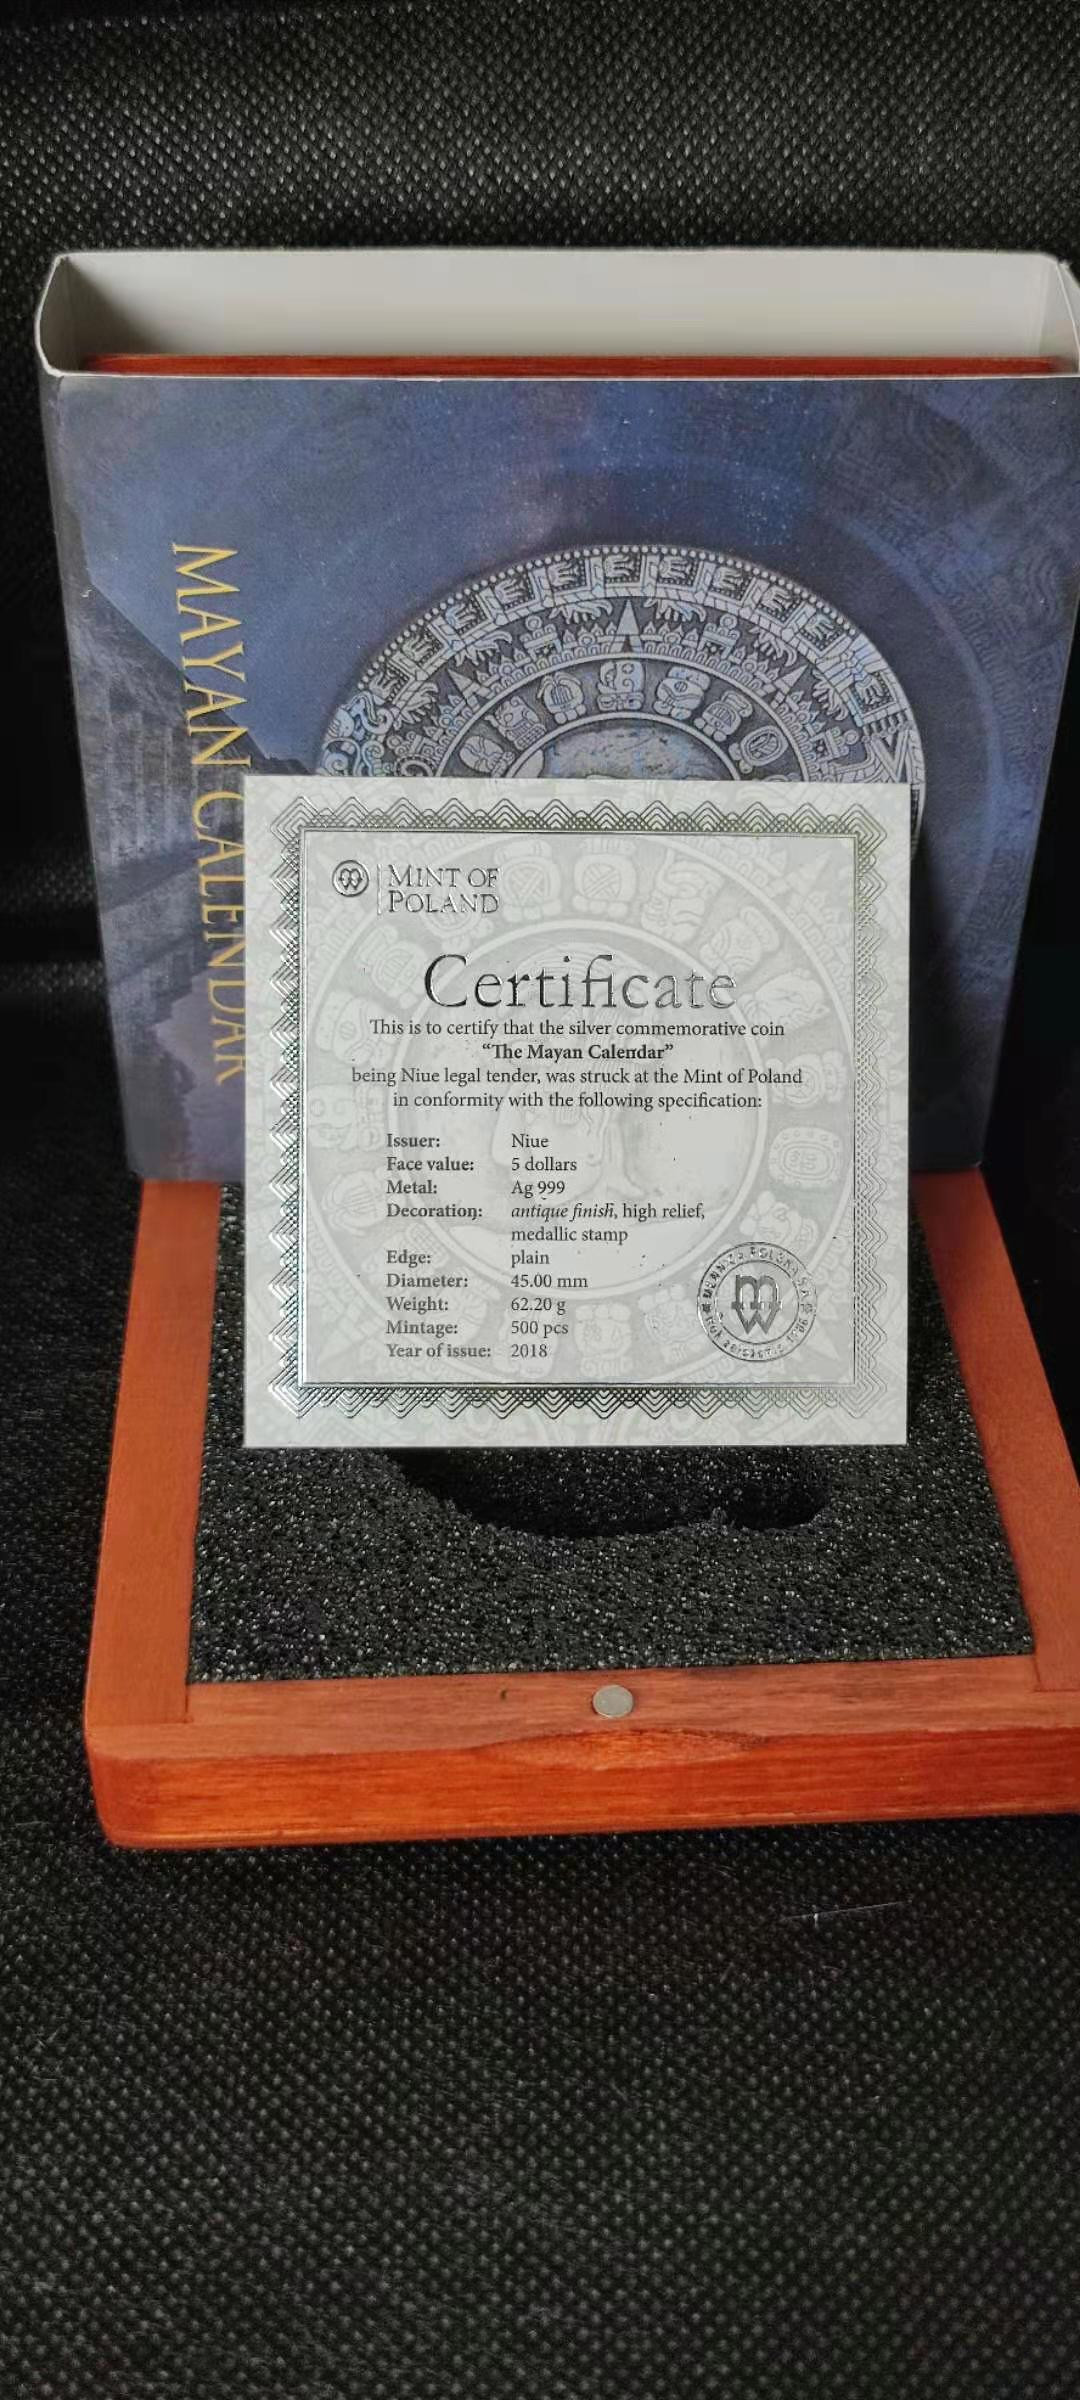 MAYAN CALENDAR
MINT OF
POLAND
Certificate
This is to certify that the silver commemorative coin
“The Mayan Calendar”
being Niue legal tender, was struck at the Mint of Poland
in conformity with the following specification:
Issuer: Niue
Face value: 5 dollars
Metal: Ag 999
Decoration: antique finish, high relief,
medallic stamp
Edge: plain
Diameter: 45.00 mm
Weight: 62.20 g
Mintage: 500 pcs
Year of issue: 2018